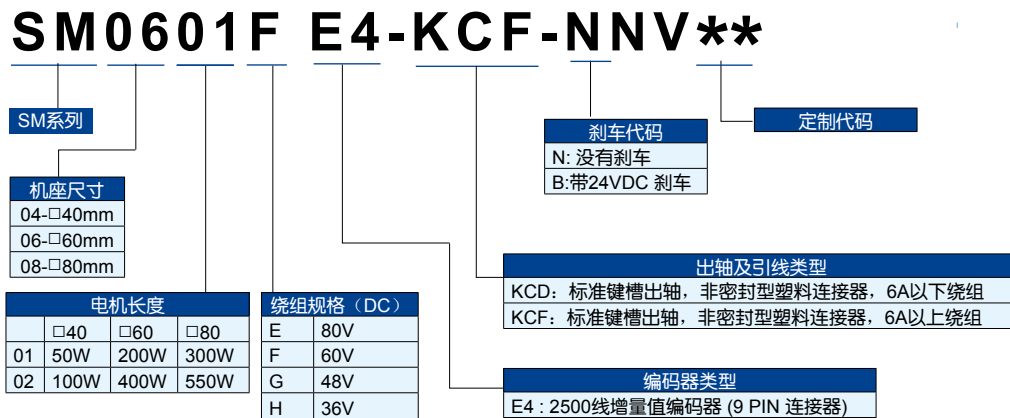 SM0601F E4-KCF-NNV**
SM系列
刹车代码
N: 没有刹车
B:带24VDC 刹车
定制代码
机座尺寸
04-□40mm
06-□60mm
08-□80mm
出轴及引线类型
KCD：标准键槽出轴，非密封型塑料连接器，6A以下绕组
KCF：标准键槽出轴，非密封型塑料连接器，6A以上绕组
电机长度
□40 □60 □80
01 50W 200W 300W
02 100W 400W 550W
绕组规格（DC）
E 80V
F 60V
G 48V
H 36V
编码器类型
E4 : 2500线增量值编码器 (9 PIN 连接器)